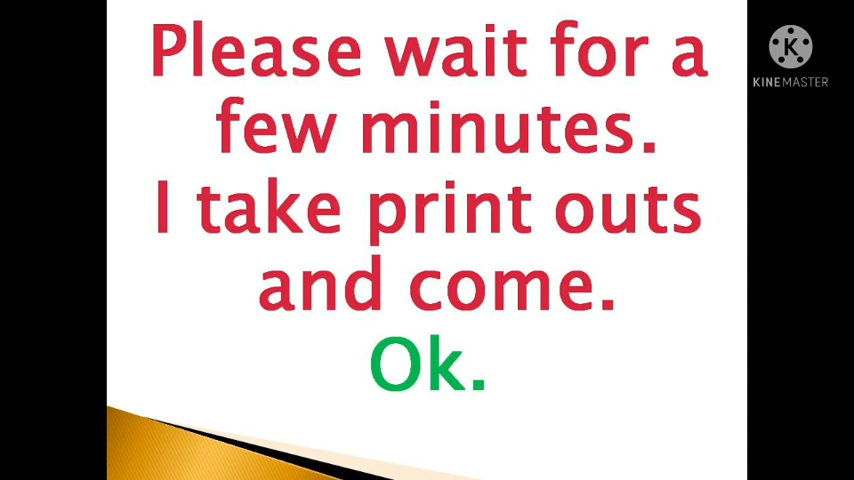 Please wait for a
few minutes.
I take print outs
and come.
Ok.
K
KINEMASTER